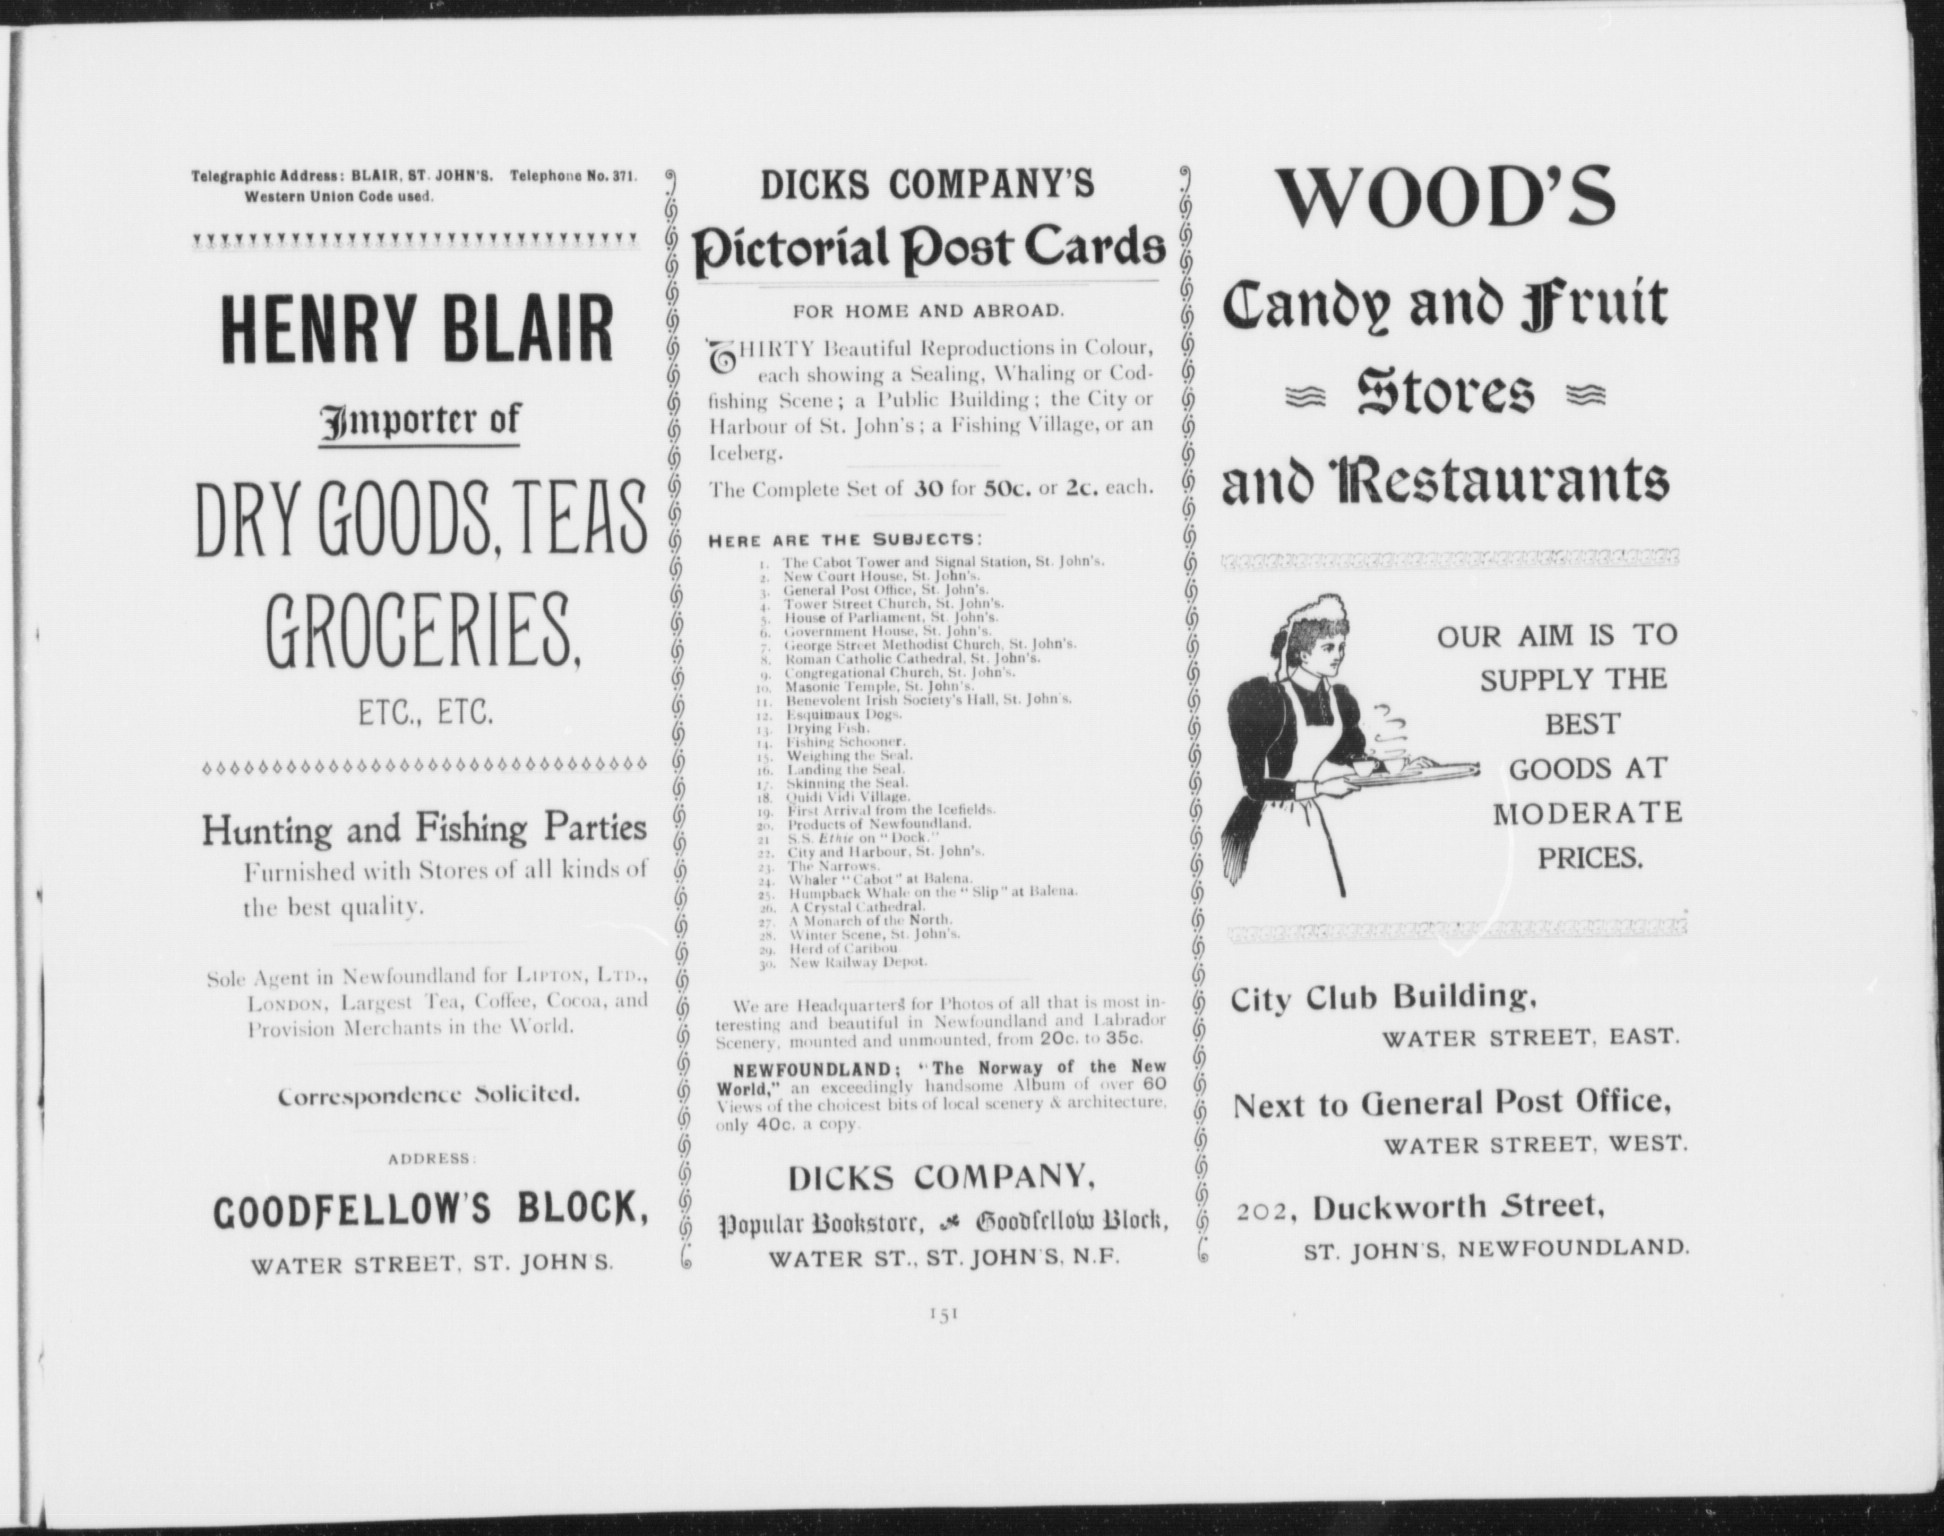 Telegraphic Address: BLAIR, ST. JOHN'S. Telephone No. 371.
Western Union Code used.
HENRY BLAIR
Importer of
DRY GOODS, TEAS
GROCERIES,
ETC., ETC.
Hunting and Fishing Parties
Furnished with Stores of all kinds of
the best quality.
Sole Agent in Newfoundland for LIPTON, LTD.,
LONDON, Largest Tea, Coffee, Cocoa, and
Provision Merchants in the World.
Correspondence Solicited.
ADDRESS:
GOODFELLOW'S BLOCK,
WATER STREET, ST. JOHN'S.
DICKS COMPANY'S
Pictorial Post Cards
FOR HOME AND ABROAD.
THIRTY Beautiful Reproductions in Colour,
each showing a Sealing, Whaling or Cod-
fishing Scene; a Public Building; the City or
Harbour of St. John's; a Fishing Village, or an
Iceberg.
The Complete Set of 30 for 50c. or 2c. each.
HERE ARE THE SUBJECTS:
1. The Cabot Tower and Signal Station, St. John's.
2. New Court House, St. John's.
3. General Post Office, St. John's.
4. Tower Street Church, St. John's.
5. House of Parliament, St. John's.
6. Government House, St. John's.
7. George Street Methodist Church, St. John's.
8. Roman Catholic Cathedral, St. John's.
9. Congregational Church, St. John's.
10. Masonic Temple, St. John's.
11. Benevolent Irish Society's Hall, St. John's.
12. Esquimaux Dogs.
13. Drying Fish.
14. Fishing Schooner.
15. Weighing the Seal.
16. Landing the Seal.
17. Skinning the Seal.
18. Quidi Vidi Village.
19. First Arrival from the Icefields.
20. Products of Newfoundland.
21 S.S. Ethie on "Dock."
22. City and Harbour, St. John's.
23. The Narrows.
24. Whaler "Cabot" at Balena.
25. Humpback Whale on the "Slip" at Balena.
26. A Crystal Cathedral.
27. A Monarch of the North.
28. Winter Scene, St. John's.
29. Herd of Caribou
30. New Railway Depot.
We are Headquarters for Photos of all that is most in-
teresting and beautiful in Newfoundland and Labrador
Scenery, mounted and unmounted, from 20c. to 35c.
NEWFOUNDLAND; "The Norway of the New
World," an exceedingly handsome Album of over 60
Views of the choicest bits of local scenery & architecture,
only 40c. a copy.
DICKS COMPANY,
Popular Bookstore, Goodfellow Block,
WATER ST., ST. JOHN'S, N.F.
WOOD'S
Candy and Fruit
Stores
and Restaurants
OUR AIM IS TO
SUPPLY THE
BEST
GOODS AT
MODERATE
PRICES.
City Club Building,
WATER STREET, EAST.
Next to General Post Office,
WATER STREET, WEST.
202, Duckworth Street,
ST. JOHN'S, NEWFOUNDLAND.
151